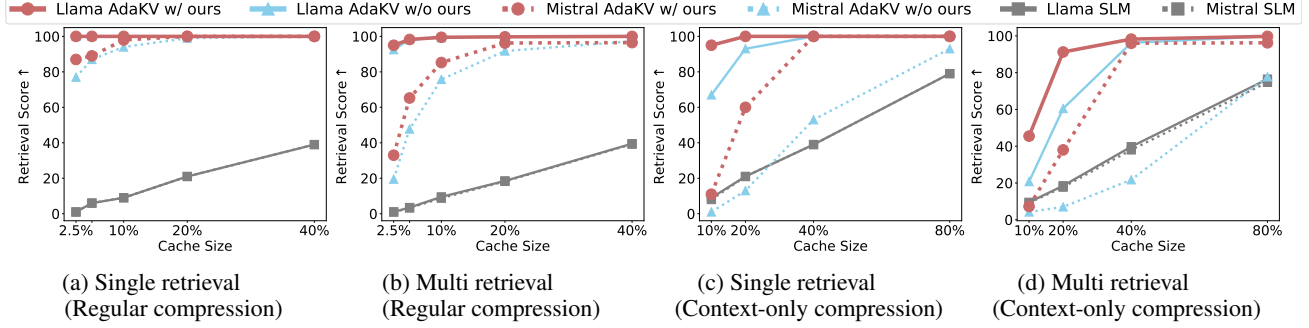 Llama AdaKV w/ ours Llama AdaKV w/o ours Mistral AdaKV w/ ours Mistral AdaKV w/o ours Llama SLM Mistral SLM
Retrieval Score ↑
100
80
60
40
20
0
2.5% 10% 20% 40%
Cache Size
(a) Single retrieval
(Regular compression)
Retrieval Score ↑
100
80
60
40
20
0
2.5% 10% 20% 40%
Cache Size
(b) Multi retrieval
(Regular compression)
Retrieval Score ↑
100
80
60
40
20
0
10% 20% 40% 80%
Cache Size
(c) Single retrieval
(Context-only compression)
Retrieval Score ↑
100
80
60
40
20
0
10% 20% 40% 80%
Cache Size
(d) Multi retrieval
(Context-only compression)